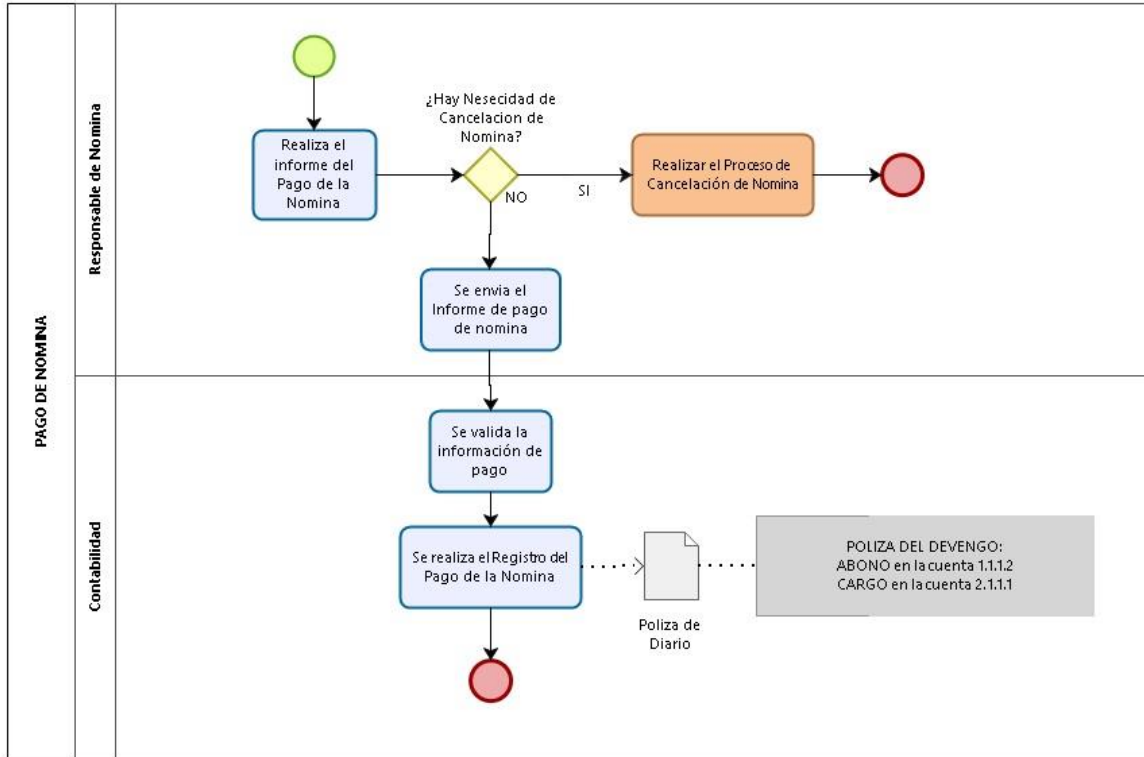 PAGO DE NOMINA
Responsable de Nomina
Realiza el
informe del
Pago de la
Nomina
¿Hay Nesecidad de
Cancelacion de
Nomina?
NO
SI
Realizar el Proceso de
Cancelación de Nomina
Se envia el
Informe de pago
de nomina
Contabilidad
Se valida la
información de
pago
Se realiza el Registro del
Pago de la Nomina
Poliza de
Diario
POLIZA DEL DEVENGO:
ABONO en la cuenta 1.1.1.2
CARGO en la cuenta 2.1.1.1